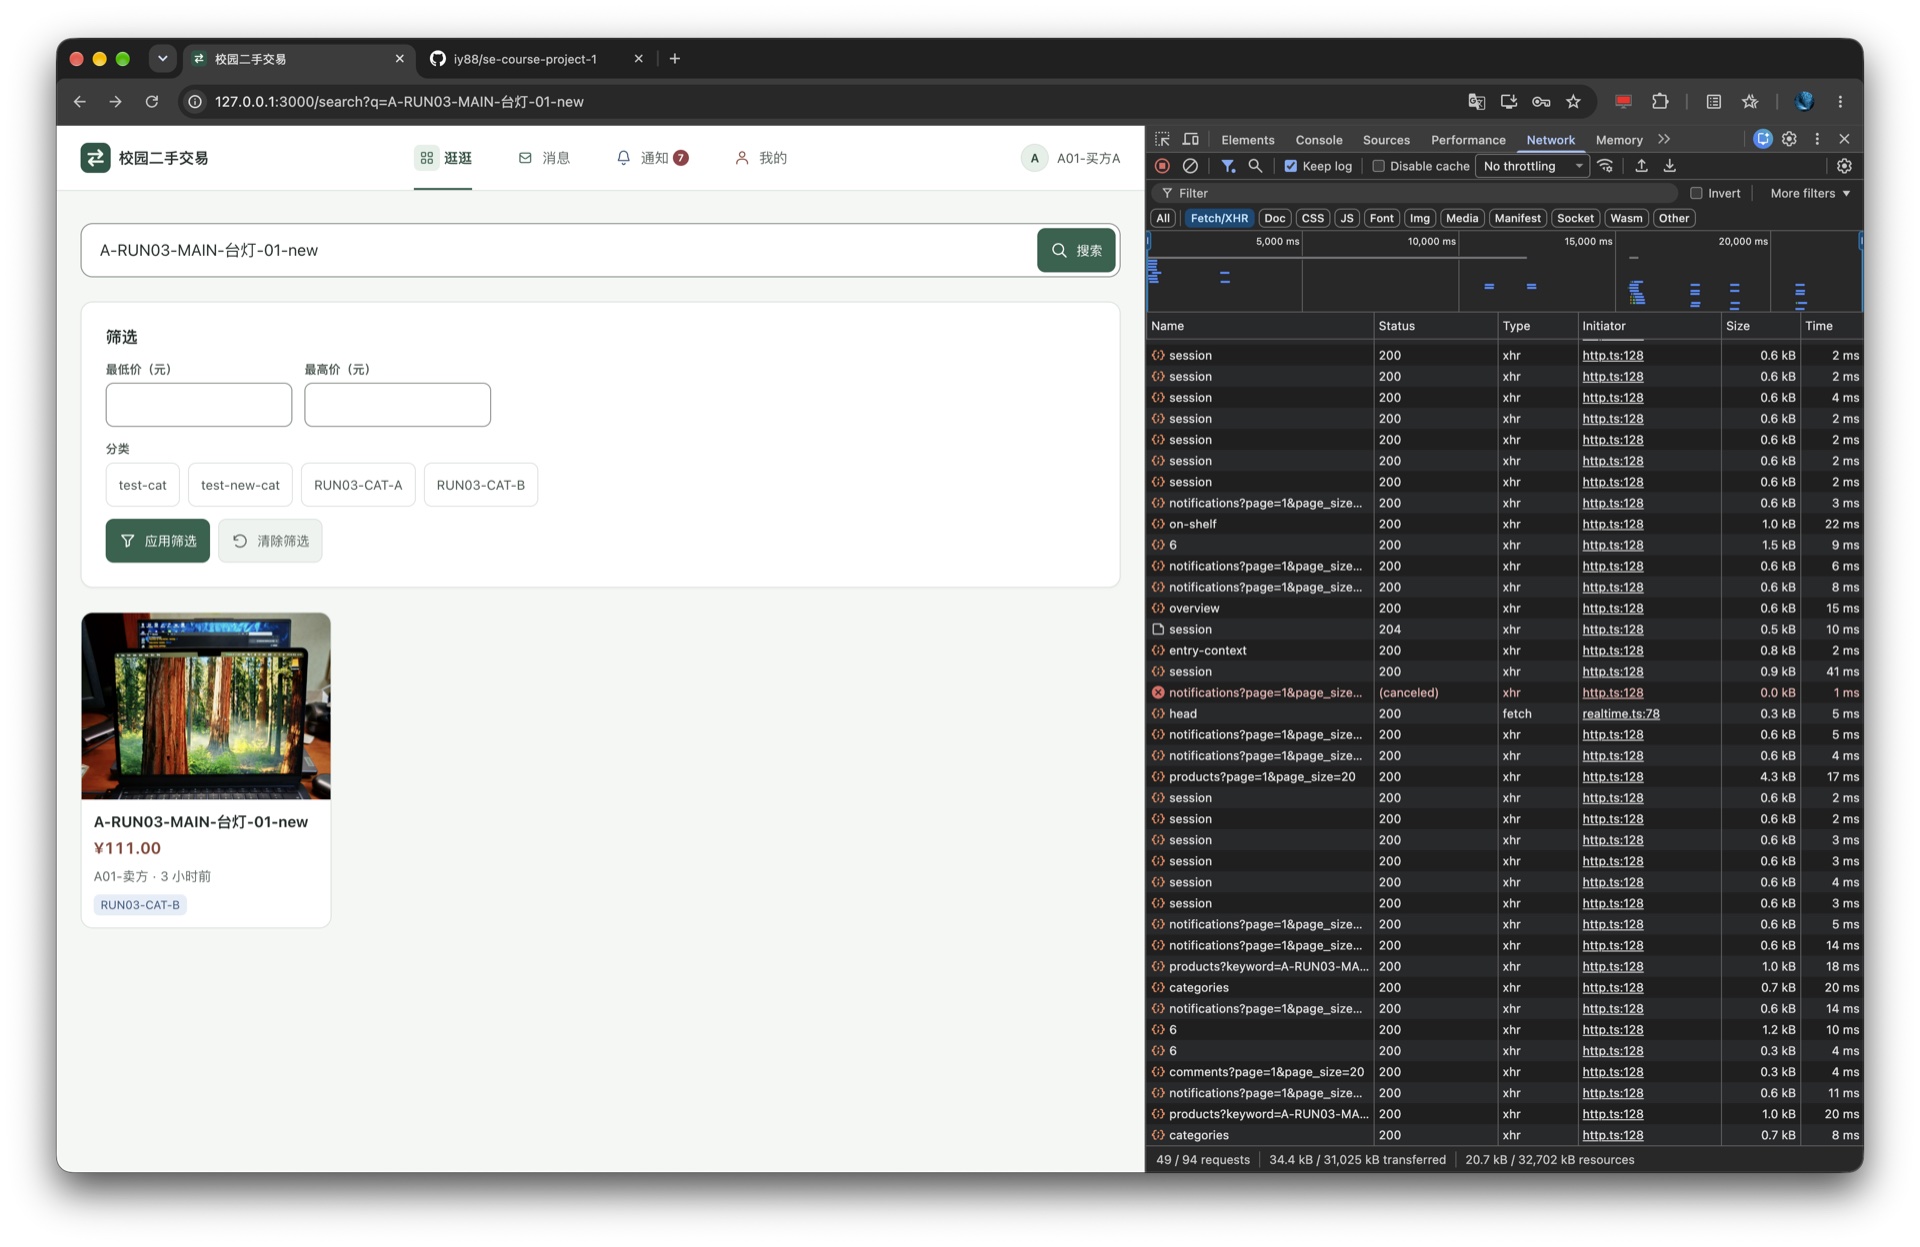 校园二手交易
iy88/se-course-project-1
127.0.0.1:3000/search?q=A-RUN03-MAIN-台灯-01-new
校园二手交易
逛逛
消息
通知 7
我的
A A01-买方A
A-RUN03-MAIN-台灯-01-new
搜索
筛选
最低价（元） 最高价（元）
分类
test-cat test-new-cat RUN03-CAT-A RUN03-CAT-B
应用筛选 清除筛选
A-RUN03-MAIN-台灯-01-new
¥111.00
A01-卖方 · 3 小时前
RUN03-CAT-B
Elements Console Sources Performance Network Memory
Keep log Disable cache No throttling
Filter Invert More filters
All Fetch/XHR Doc CSS JS Font Img Media Manifest Socket Wasm Other
5,000 ms 10,000 ms 15,000 ms 20,000 ms
Name Status Type Initiator Size Time
session 200 xhr http.ts:128 0.6 kB 2 ms
session 200 xhr http.ts:128 0.6 kB 2 ms
session 200 xhr http.ts:128 0.6 kB 4 ms
session 200 xhr http.ts:128 0.6 kB 2 ms
session 200 xhr http.ts:128 0.6 kB 2 ms
session 200 xhr http.ts:128 0.6 kB 2 ms
session 200 xhr http.ts:128 0.6 kB 2 ms
notifications?page=1&page_size... 200 xhr http.ts:128 0.6 kB 3 ms
on-shelf 200 xhr http.ts:128 1.0 kB 22 ms
6 200 xhr http.ts:128 1.5 kB 9 ms
notifications?page=1&page_size... 200 xhr http.ts:128 0.6 kB 6 ms
notifications?page=1&page_size... 200 xhr http.ts:128 0.6 kB 8 ms
overview 200 xhr http.ts:128 0.6 kB 15 ms
session 204 xhr http.ts:128 0.5 kB 10 ms
entry-context 200 xhr http.ts:128 0.8 kB 2 ms
session 200 xhr http.ts:128 0.9 kB 41 ms
notifications?page=1&page_size... (canceled) xhr http.ts:128 0.0 kB 1 ms
head 200 fetch realtime.ts:78 0.3 kB 5 ms
notifications?page=1&page_size... 200 xhr http.ts:128 0.6 kB 5 ms
notifications?page=1&page_size... 200 xhr http.ts:128 0.6 kB 4 ms
products?page=1&page_size=20 200 xhr http.ts:128 4.3 kB 17 ms
session 200 xhr http.ts:128 0.6 kB 2 ms
session 200 xhr http.ts:128 0.6 kB 2 ms
session 200 xhr http.ts:128 0.6 kB 3 ms
session 200 xhr http.ts:128 0.6 kB 3 ms
session 200 xhr http.ts:128 0.6 kB 4 ms
session 200 xhr http.ts:128 0.6 kB 3 ms
notifications?page=1&page_size... 200 xhr http.ts:128 0.6 kB 5 ms
notifications?page=1&page_size... 200 xhr http.ts:128 0.6 kB 14 ms
products?keyword=A-RUN03-MA... 200 xhr http.ts:128 1.0 kB 18 ms
categories 200 xhr http.ts:128 0.7 kB 20 ms
notifications?page=1&page_size... 200 xhr http.ts:128 0.6 kB 14 ms
6 200 xhr http.ts:128 1.2 kB 10 ms
6 200 xhr http.ts:128 0.3 kB 4 ms
comments?page=1&page_size=20 200 xhr http.ts:128 0.3 kB 4 ms
notifications?page=1&page_size... 200 xhr http.ts:128 0.6 kB 11 ms
products?keyword=A-RUN03-MA... 200 xhr http.ts:128 1.0 kB 20 ms
categories 200 xhr http.ts:128 0.7 kB 8 ms
49 / 94 requests 34.4 kB / 31,025 kB transferred 20.7 kB / 32,702 kB resources